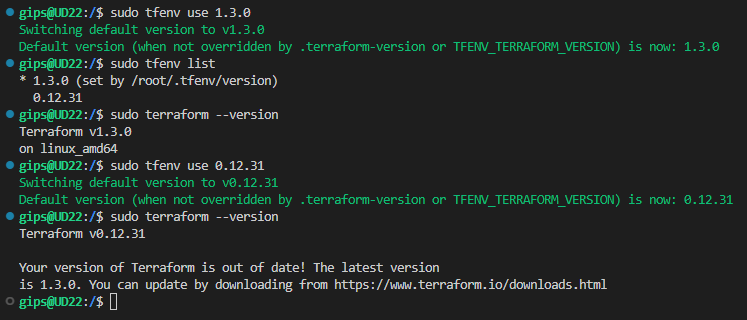 gips@UD22:/$ sudo tfenv use 1.3.0
Switching default version to v1.3.0
Default version (when not overridden by .terraform-version or TFENV_TERRAFORM_VERSION) is now: 1.3.0
gips@UD22:/$ sudo tfenv list
* 1.3.0 (set by /root/.tfenv/version)
  0.12.31
gips@UD22:/$ sudo terraform --version
Terraform v1.3.0
on linux_amd64
gips@UD22:/$ sudo tfenv use 0.12.31
Switching default version to v0.12.31
Default version (when not overridden by .terraform-version or TFENV_TERRAFORM_VERSION) is now: 0.12.31
gips@UD22:/$ sudo terraform --version
Terraform v0.12.31

Your version of Terraform is out of date! The latest version
is 1.3.0. You can update by downloading from https://www.terraform.io/downloads.html
gips@UD22:/$